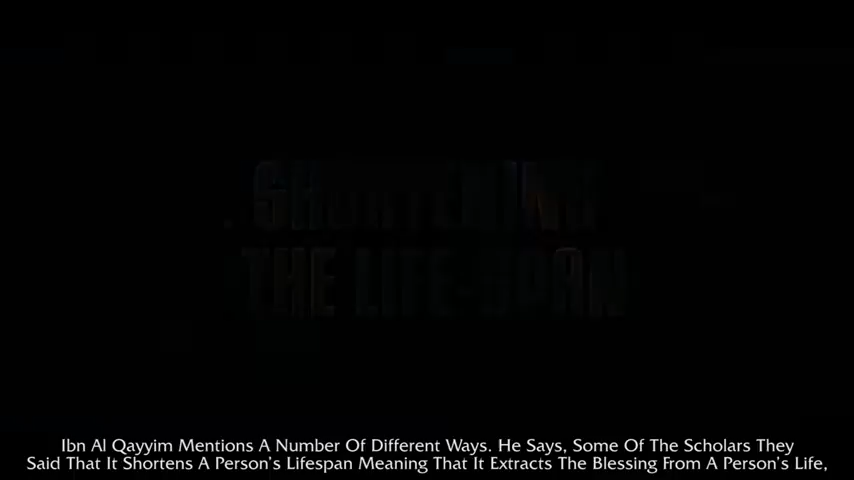 SHORTENING
THE LIFE-SPAN
Ibn Al Qayyim Mentions A Number Of Different Ways. He Says, Some Of The Scholars They
Said That It Shortens A Person's Lifespan Meaning That It Extracts The Blessing From A Person's Life,